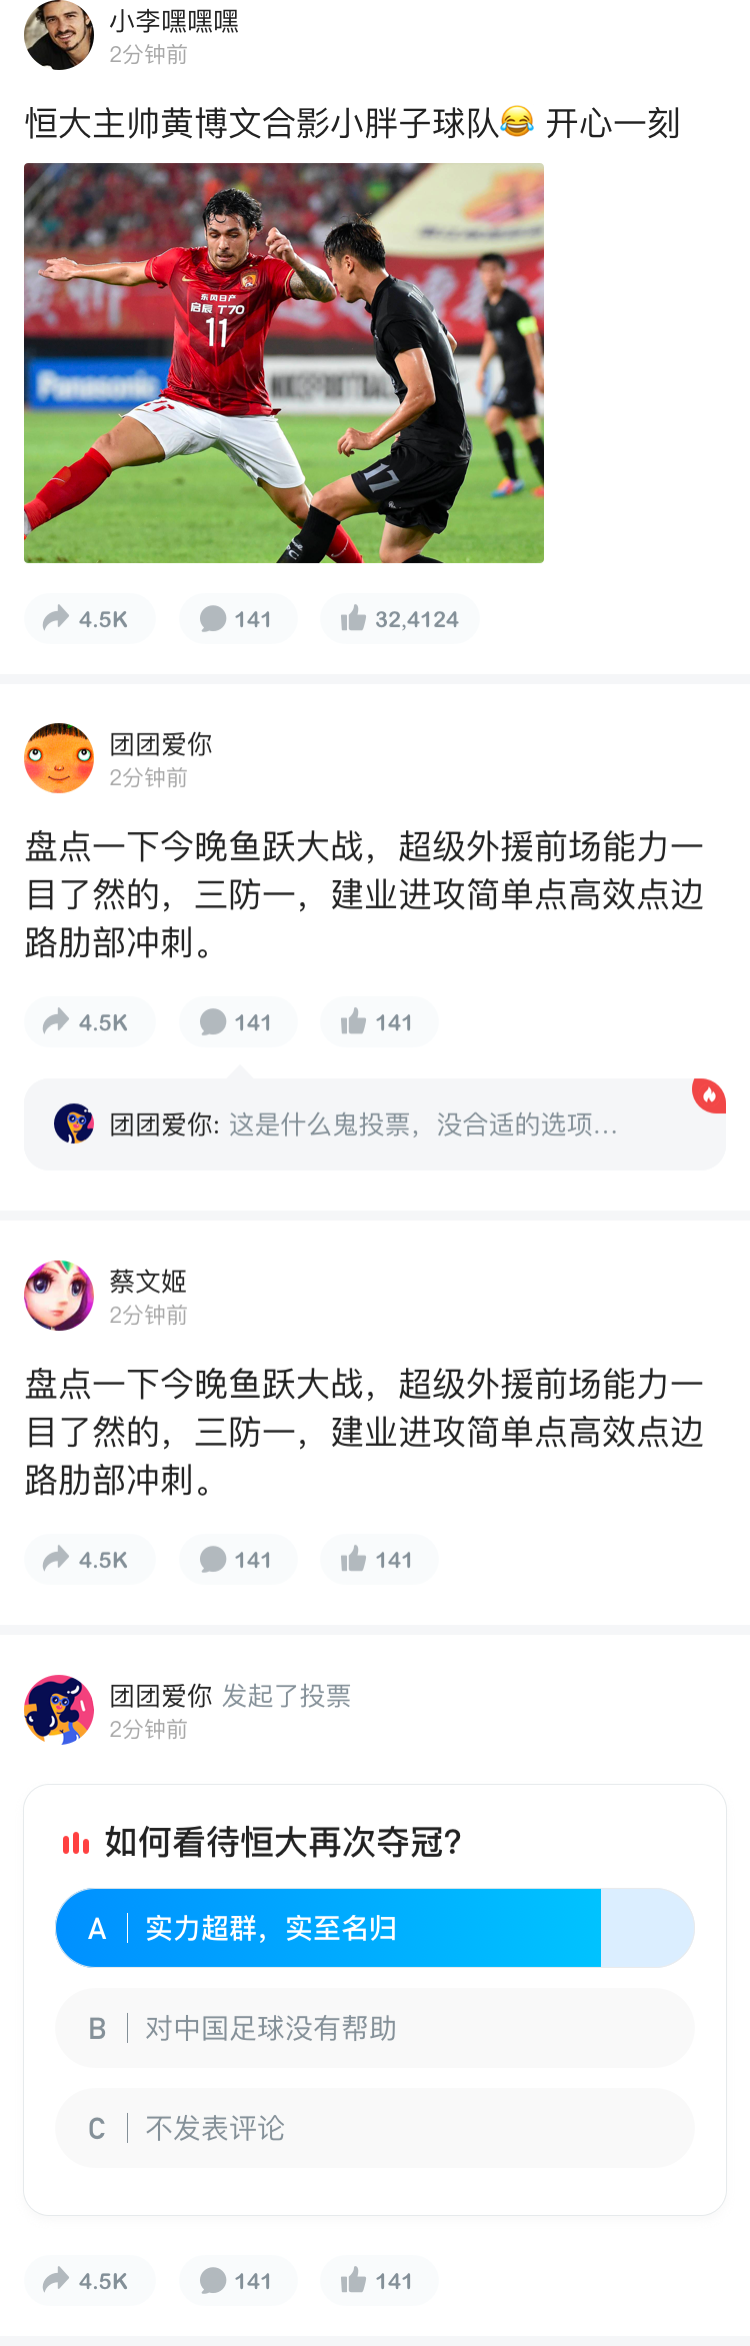 小李嘿嘿嘿
2分钟前
恒大主帅黄博文合影小胖子球队😂 开心一刻
东风日产
启辰 T70
11
Panasonic
17
4.5K
141
32,4124
团团爱你
2分钟前
盘点一下今晚鱼跃大战，超级外援前场能力一
目了然的，三防一，建业进攻简单点高效点边
路肋部冲刺。
4.5K
141
141
团团爱你: 这是什么鬼投票，没合适的选项...
蔡文姬
2分钟前
盘点一下今晚鱼跃大战，超级外援前场能力一
目了然的，三防一，建业进攻简单点高效点边
路肋部冲刺。
4.5K
141
141
团团爱你 发起了投票
2分钟前
如何看待恒大再次夺冠?
A 实力超群，实至名归
B 对中国足球没有帮助
C 不发表评论
4.5K
141
141